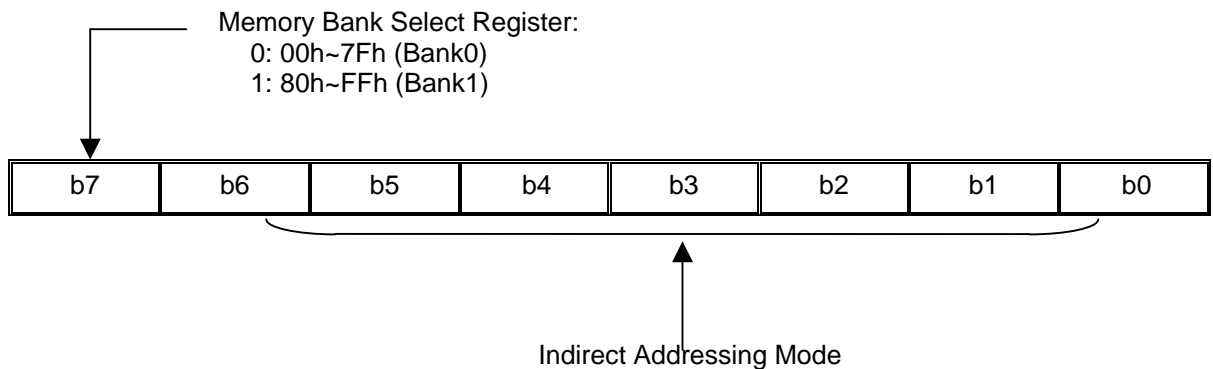 Memory Bank Select Register:
0: 00h~7Fh (Bank0)
1: 80h~FFh (Bank1)
b7 b6 b5 b4 b3 b2 b1 b0
Indirect Addressing Mode